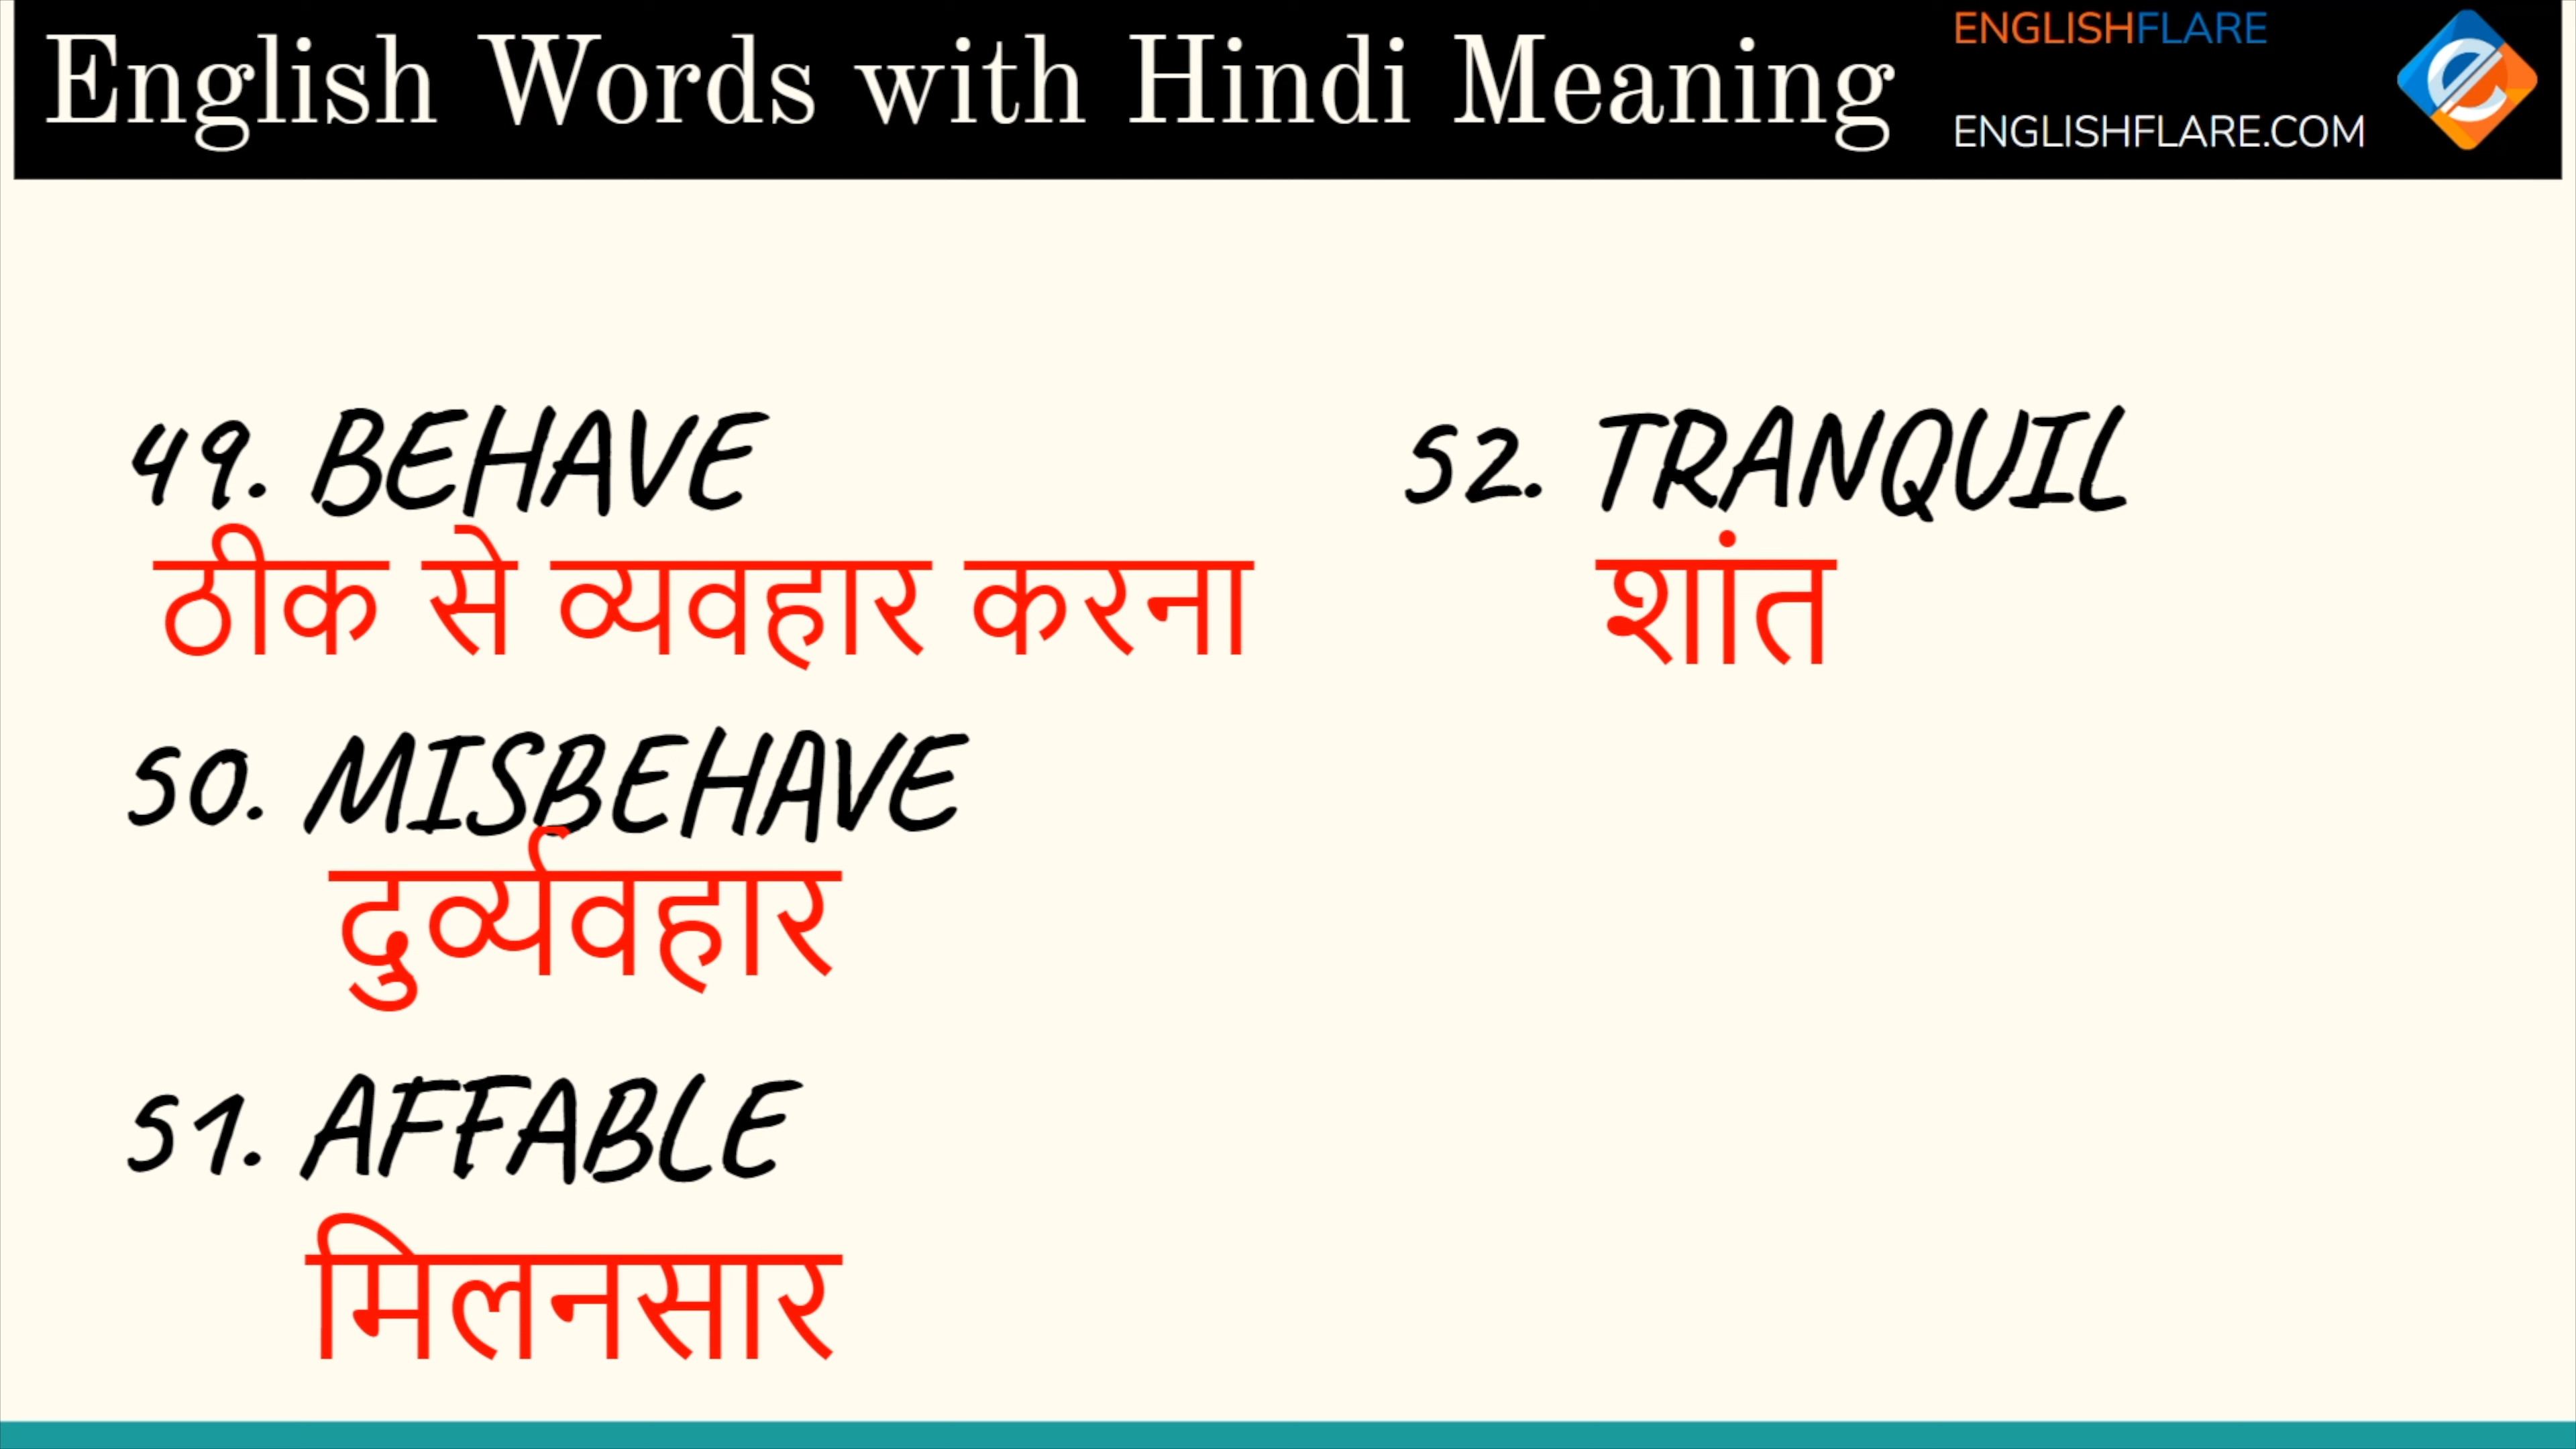 English Words with Hindi Meaning
ENGLISHFLARE
ENGLISHFLARE.COM
49. BEHAVE
ठीक से व्यवहार करना
50. MISBEHAVE
दुर्व्यवहार
51. AFFABLE
मिलनसार
52. TRANQUIL
शांत